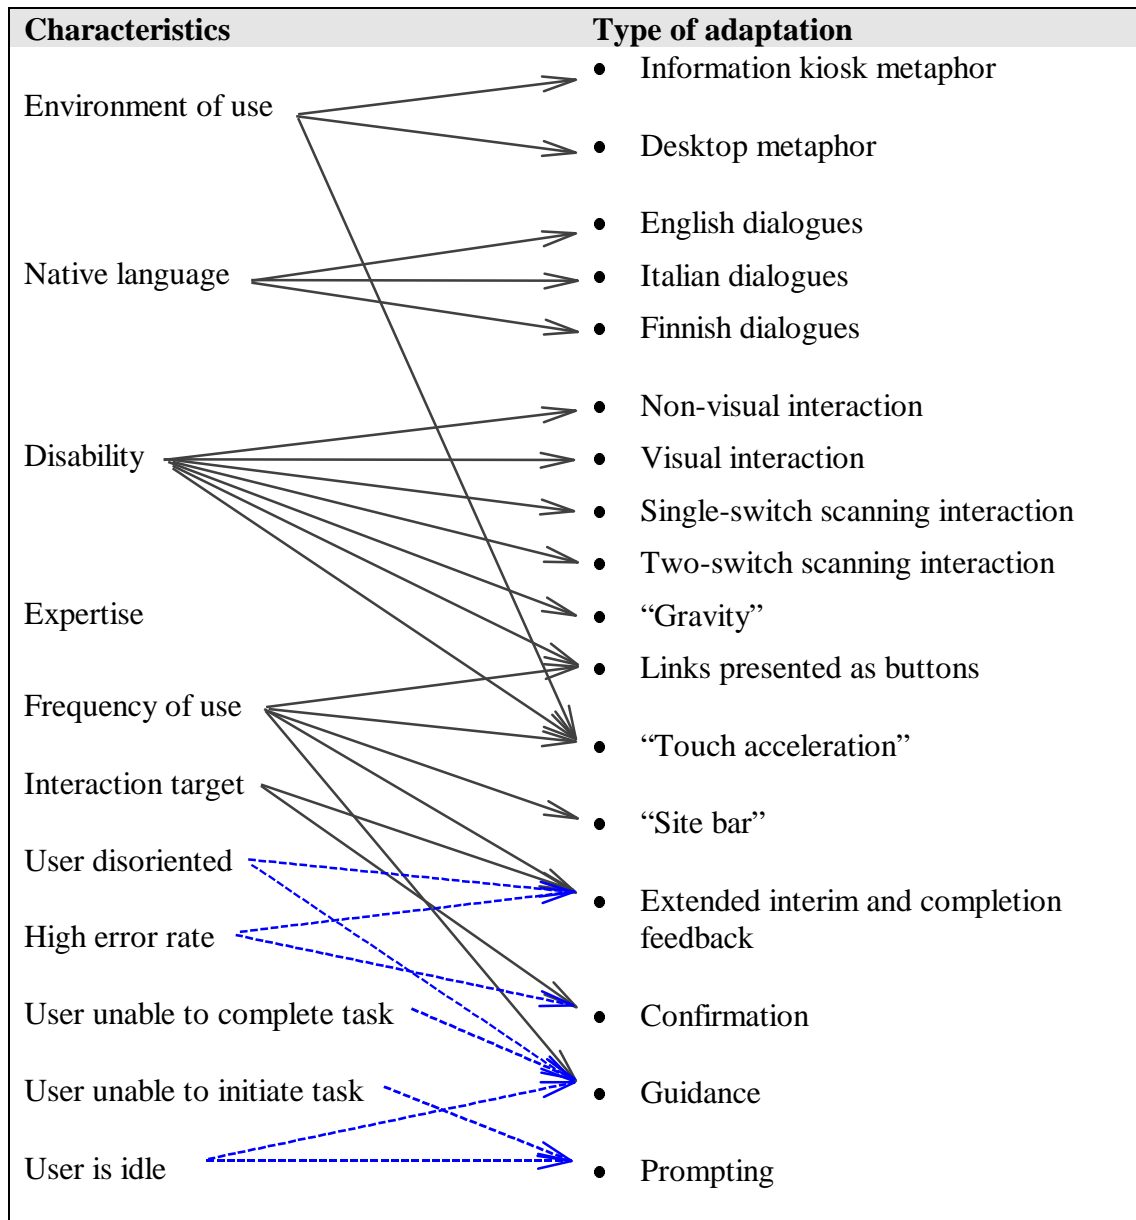 Characteristics
Type of adaptation
Environment of use
Native language
Disability
Expertise
Frequency of use
Interaction target
User disoriented
High error rate
User unable to complete task
User unable to initiate task
User is idle
• Information kiosk metaphor
• Desktop metaphor
• English dialogues
• Italian dialogues
• Finnish dialogues
• Non-visual interaction
• Visual interaction
• Single-switch scanning interaction
• Two-switch scanning interaction
• “Gravity”
• Links presented as buttons
• “Touch acceleration”
• “Site bar”
• Extended interim and completion
feedback
• Confirmation
• Guidance
• Prompting